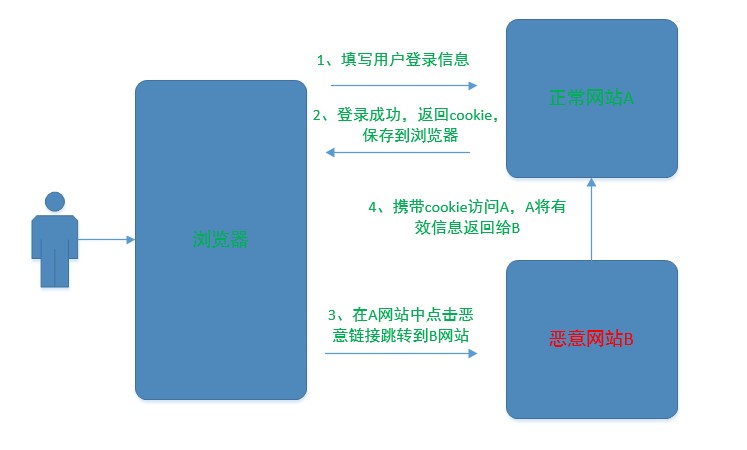 1、填写用户登录信息
正常网站A
2、登录成功，返回cookie，
保存到浏览器
4、携带cookie访问A，A将有
效信息返回给B
浏览器
3、在A网站中点击恶
意链接跳转到B网站
恶意网站B